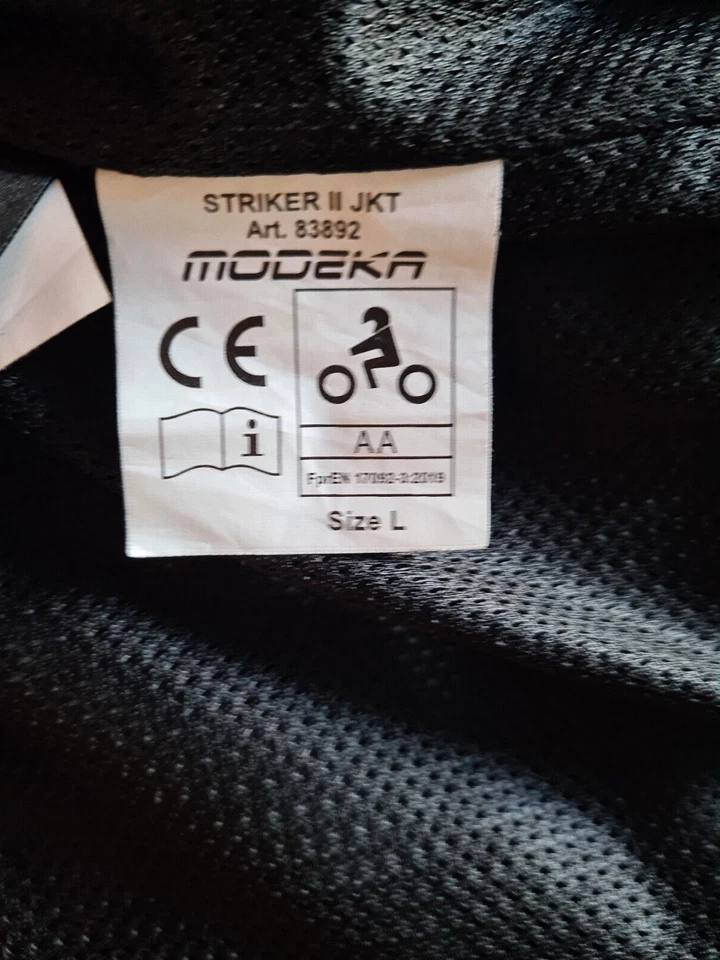 STRIKER II JKT
Art. 83892
MODEKA
CE
i
AA
FprEN 17092-3:2019
Size L